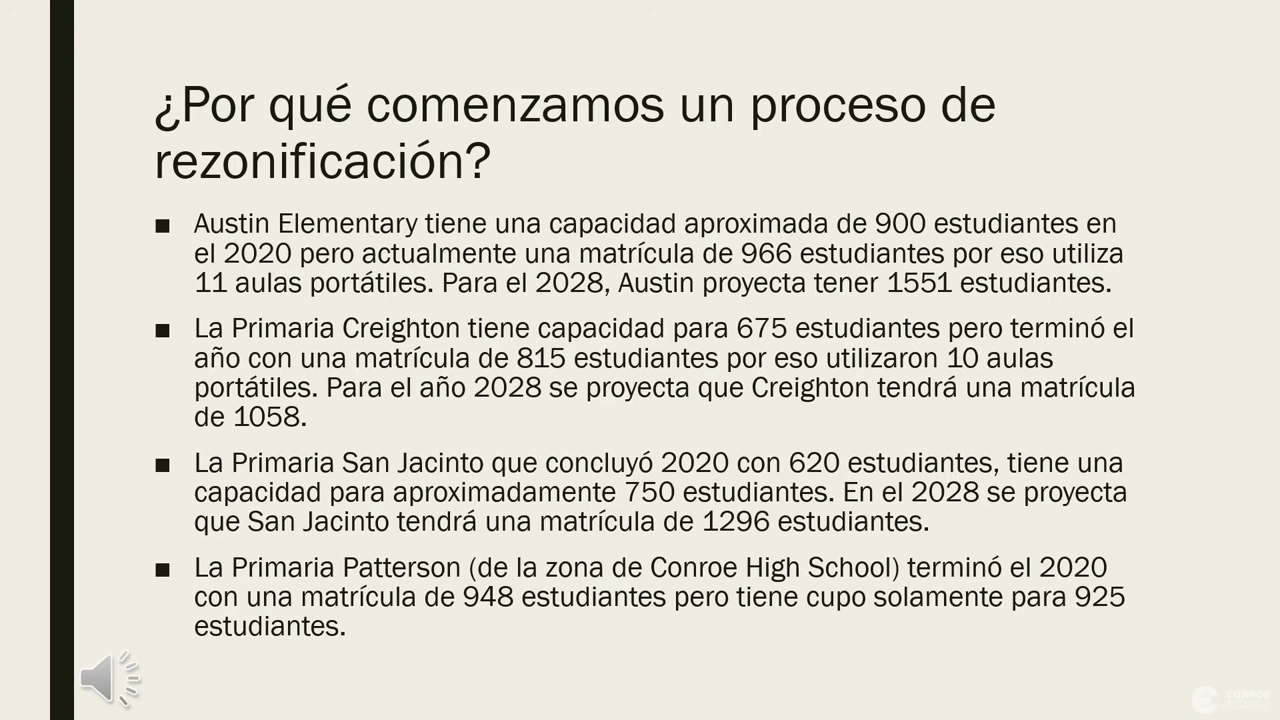 ¿Por qué comenzamos un proceso de
rezonificación?
■ Austin Elementary tiene una capacidad aproximada de 900 estudiantes en
el 2020 pero actualmente una matrícula de 966 estudiantes por eso utiliza
11 aulas portátiles. Para el 2028, Austin proyecta tener 1551 estudiantes.
■ La Primaria Creighton tiene capacidad para 675 estudiantes pero terminó el
año con una matrícula de 815 estudiantes por eso utilizaron 10 aulas
portátiles. Para el año 2028 se proyecta que Creighton tendrá una matrícula
de 1058.
■ La Primaria San Jacinto que concluyó 2020 con 620 estudiantes, tiene una
capacidad para aproximadamente 750 estudiantes. En el 2028 se proyecta
que San Jacinto tendrá una matrícula de 1296 estudiantes.
■ La Primaria Patterson (de la zona de Conroe High School) terminó el 2020
con una matrícula de 948 estudiantes pero tiene cupo solamente para 925
estudiantes.
CONROE